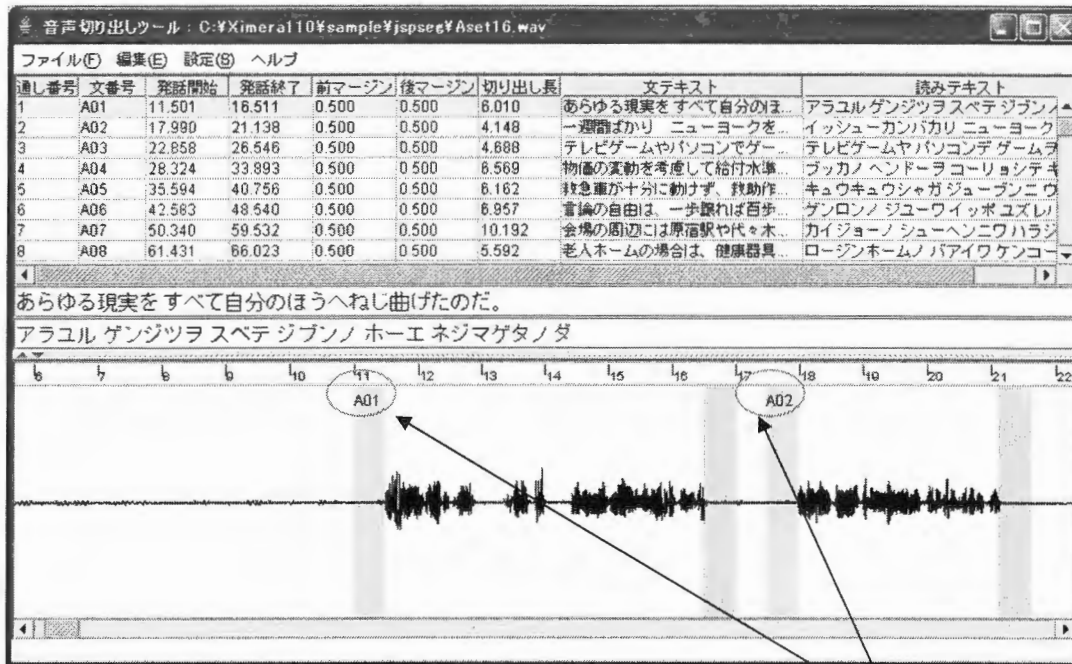 音声切り出しツール : C:¥Ximera110¥sample¥jspseg¥Aset16.wav
ファイル(F) 編集(E) 設定(S) ヘルプ
通し番号 文番号 発話開始 発話終了 前マージン 後マージン 切り出し長 文テキスト 読みテキスト
1 A01 11.501 16.511 0.500 0.500 6.010 あらゆる現実を すべて自分のほ... アラユル ゲンジツヲ スベテ ジブンノ
2 A02 17.990 21.138 0.500 0.500 4.148 一週間ばかり ニューヨークを... イッシューカンバカリ ニューヨーク
3 A03 22.858 26.546 0.500 0.500 4.688 テレビゲームやパソコンでゲー... テレビゲームヤ パソコンデ ゲームヲ
4 A04 28.324 33.893 0.500 0.500 6.569 物価の変動を考慮して給付水準... ブッカノ ヘンドーヲ コーリョシテ キ
5 A05 35.594 40.756 0.500 0.500 6.162 救急車が十分に動けず、救助作... キュウキュウシャガ ジューブンニ ウ
6 A06 42.583 48.540 0.500 0.500 6.957 言論の自由は、一歩譲れば百歩... ゲンロンノ ジユーワ イッポ ユズレバ
7 A07 50.340 59.532 0.500 0.500 10.192 会場の周辺には原宿駅や代々木... カイジョーノ シューヘンニワ ハラジ
8 A08 61.431 66.023 0.500 0.500 5.592 老人ホームの場合は、健康器具... ロージンホームノ バアイワ ケンコー
あらゆる現実を すべて自分のほうへねじ曲げたのだ。
アラユル ゲンジツヲ スベテ ジブンノ ホーエ ネジマゲタノダ
6 7 8 9 10 11 12 13 14 15 16 17 18 19 20 21 22
A01 A02